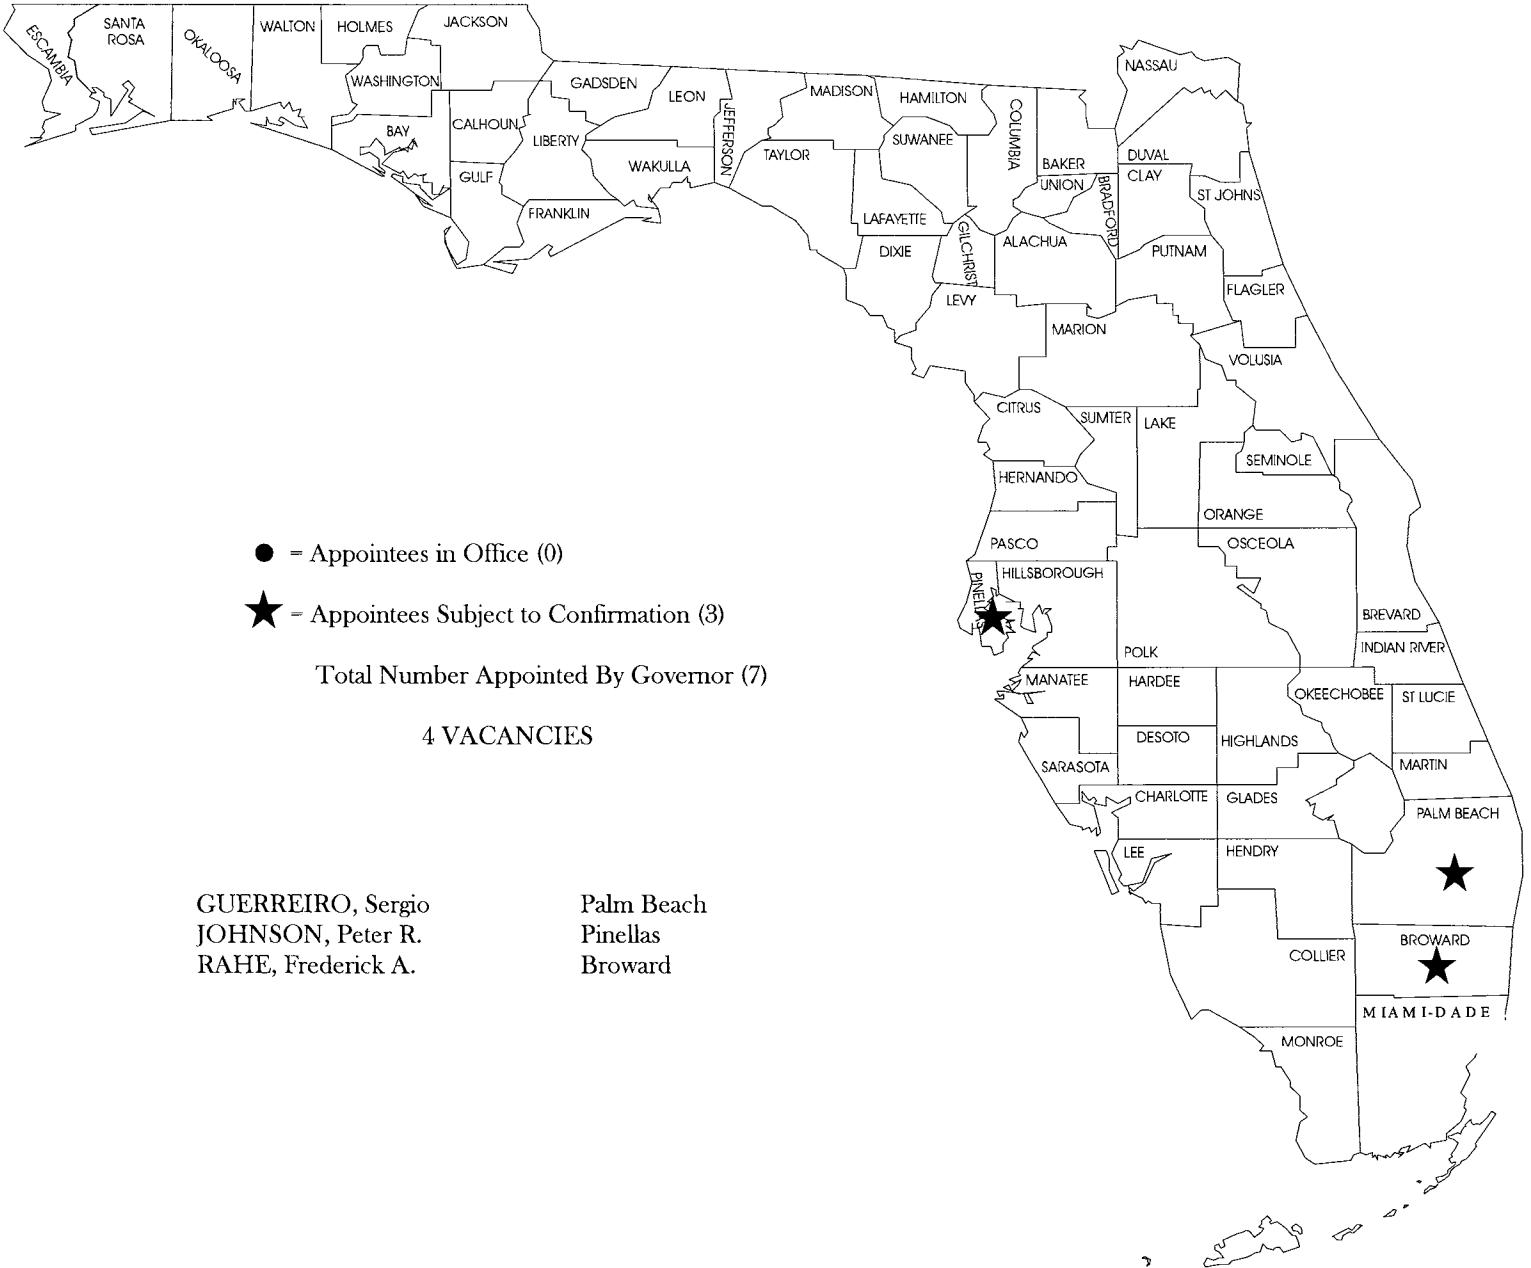 ESCAMBIA
SANTA
ROSA
OKALOOSA
WALTON
HOLMES
JACKSON
WASHINGTON
BAY
CALHOUN
GULF
LIBERTY
GADSDEN
FRANKLIN
LEON
WAKULLA
JEFFERSON
MADISON
TAYLOR
HAMILTON
SUWANEE
LAFAYETTE
DIXIE
COLUMBIA
GILCHRIST
BAKER
UNION
BRADFORD
ALACHUA
LEVY
NASSAU
DUVAL
CLAY
ST JOHNS
PUTNAM
FLAGLER
MARION
VOLUSIA
CITRUS
SUMTER
LAKE
SEMINOLE
HERNANDO
ORANGE
PASCO
OSCEOLA
HILLSBOROUGH
PINELLAS
BREVARD
INDIAN RIVER
POLK
MANATEE
HARDEE
OKEECHOBEE
ST LUCIE
DESOTO
HIGHLANDS
SARASOTA
MARTIN
CHARLOTTE
GLADES
PALM BEACH
LEE
HENDRY
BROWARD
COLLIER
MIAMI-DADE
MONROE
= Appointees in Office (0)
= Appointees Subject to Confirmation (3)
Total Number Appointed By Governor (7)
4 VACANCIES
GUERREIRO, Sergio Palm Beach
JOHNSON, Peter R. Pinellas
RAHE, Frederick A. Broward